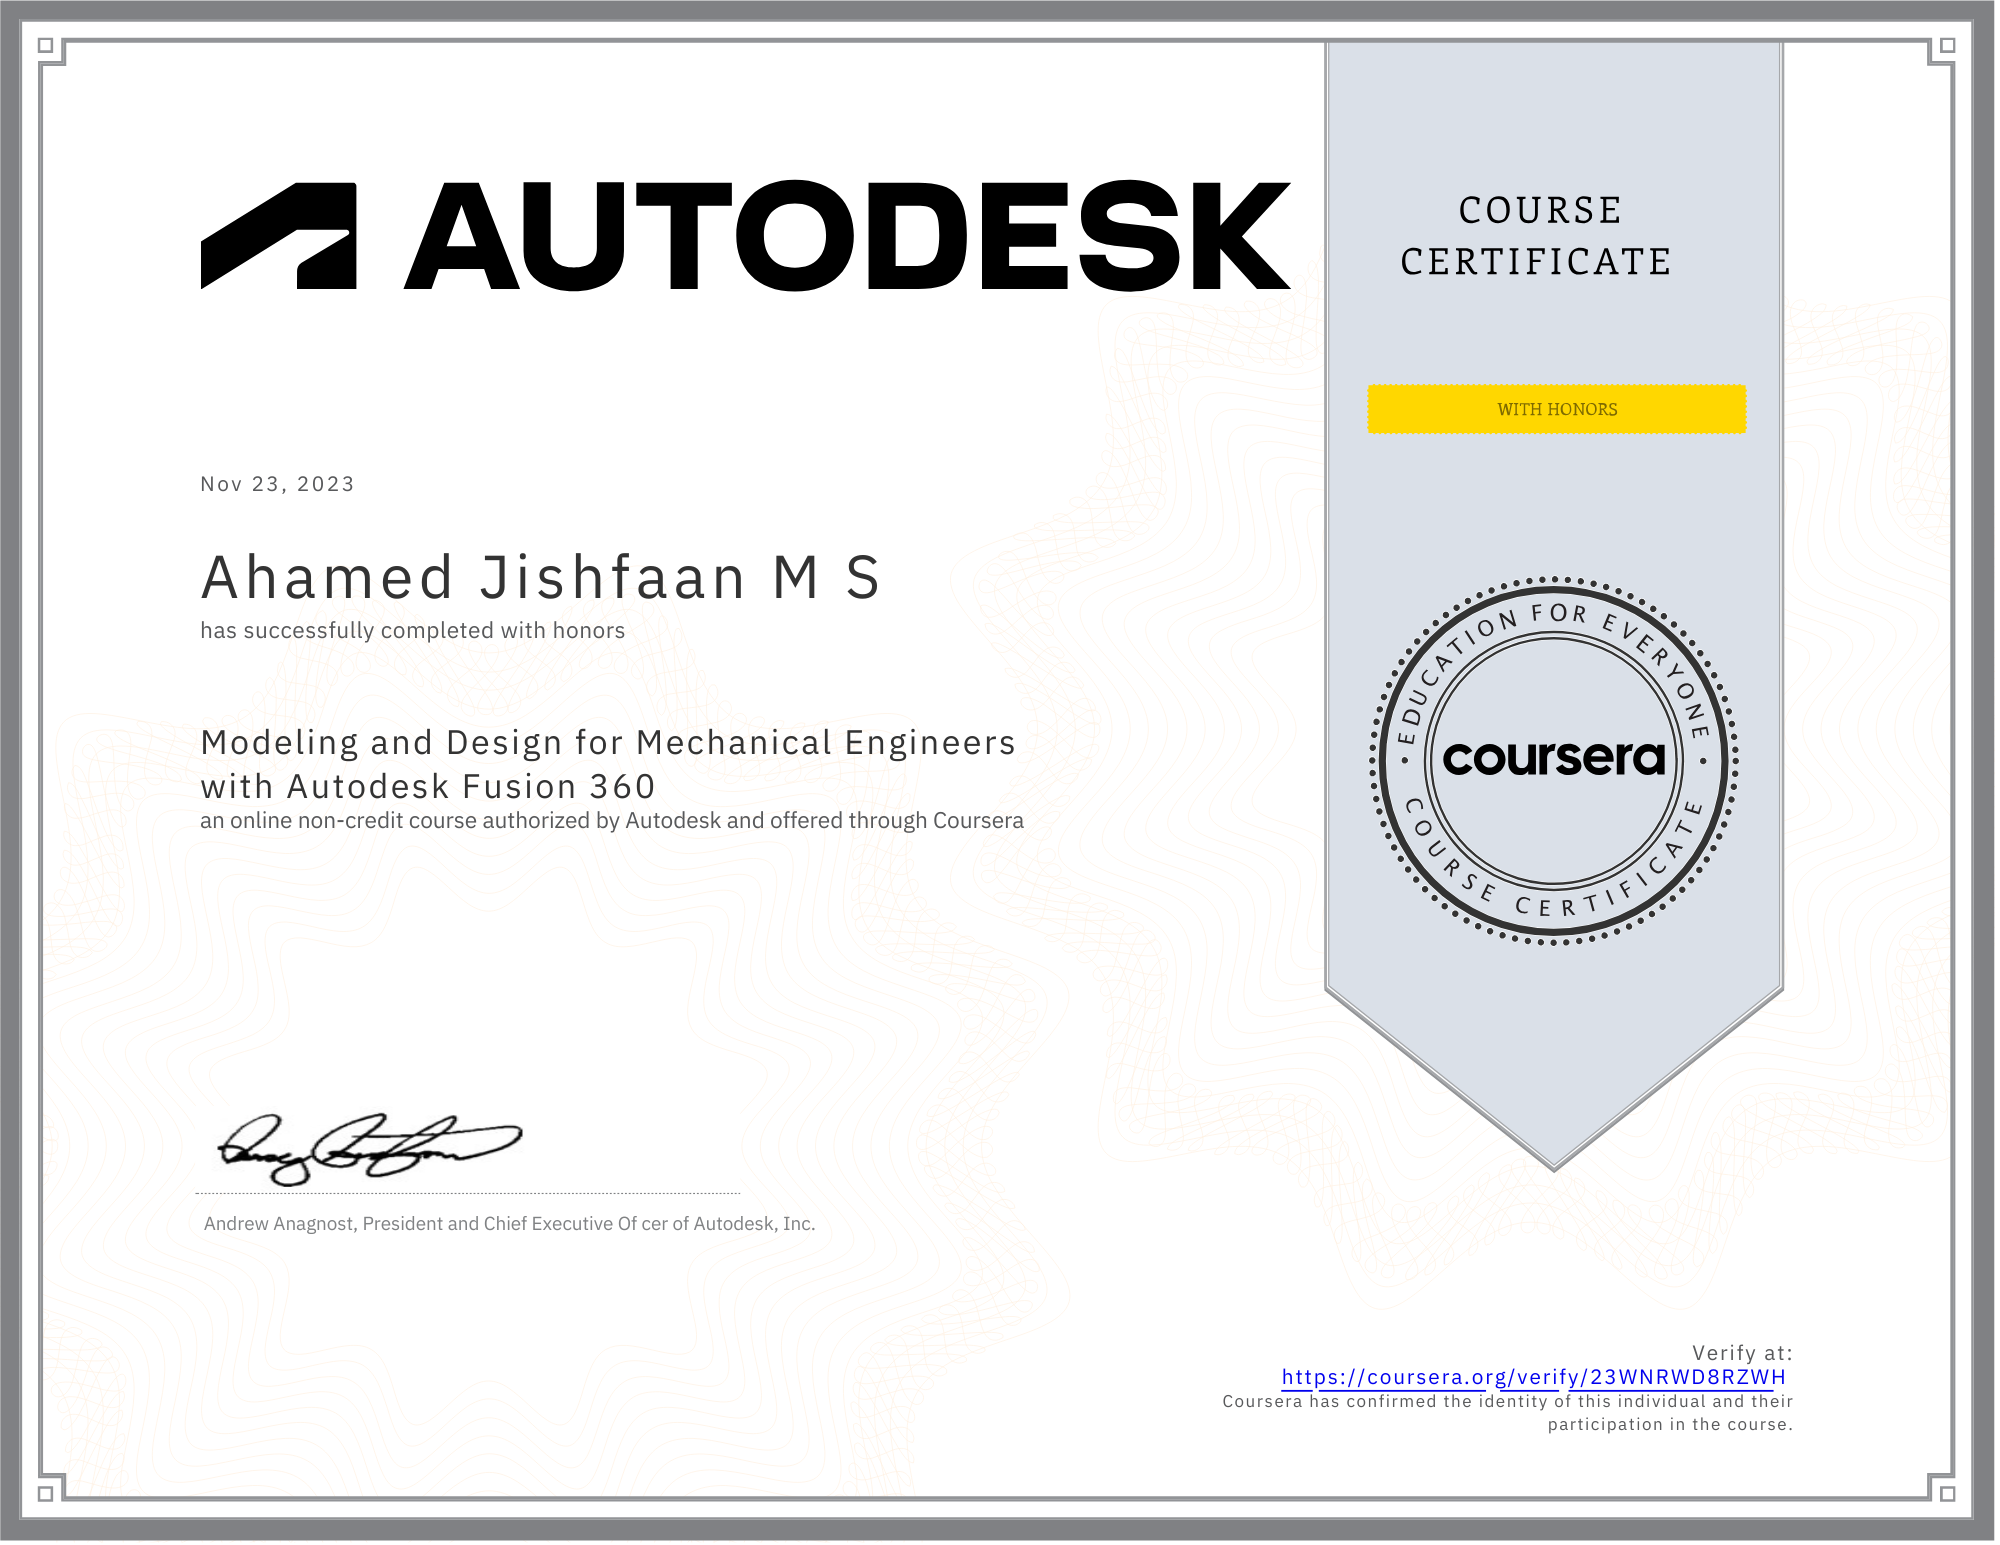 AUTODESK
COURSE
CERTIFICATE
WITH HONORS
Nov 23, 2023
Ahamed Jishfaan M S
has successfully completed with honors
Modeling and Design for Mechanical Engineers
with Autodesk Fusion 360
an online non-credit course authorized by Autodesk and offered through Coursera
EDUCATION FOR EVERYONE
coursera
COURSE CERTIFICATE
Andrew Anagnost, President and Chief Executive Of cer of Autodesk, Inc.
Verify at:
https://coursera.org/verify/23WNRWD8RZWH
Coursera has confirmed the identity of this individual and their
participation in the course.